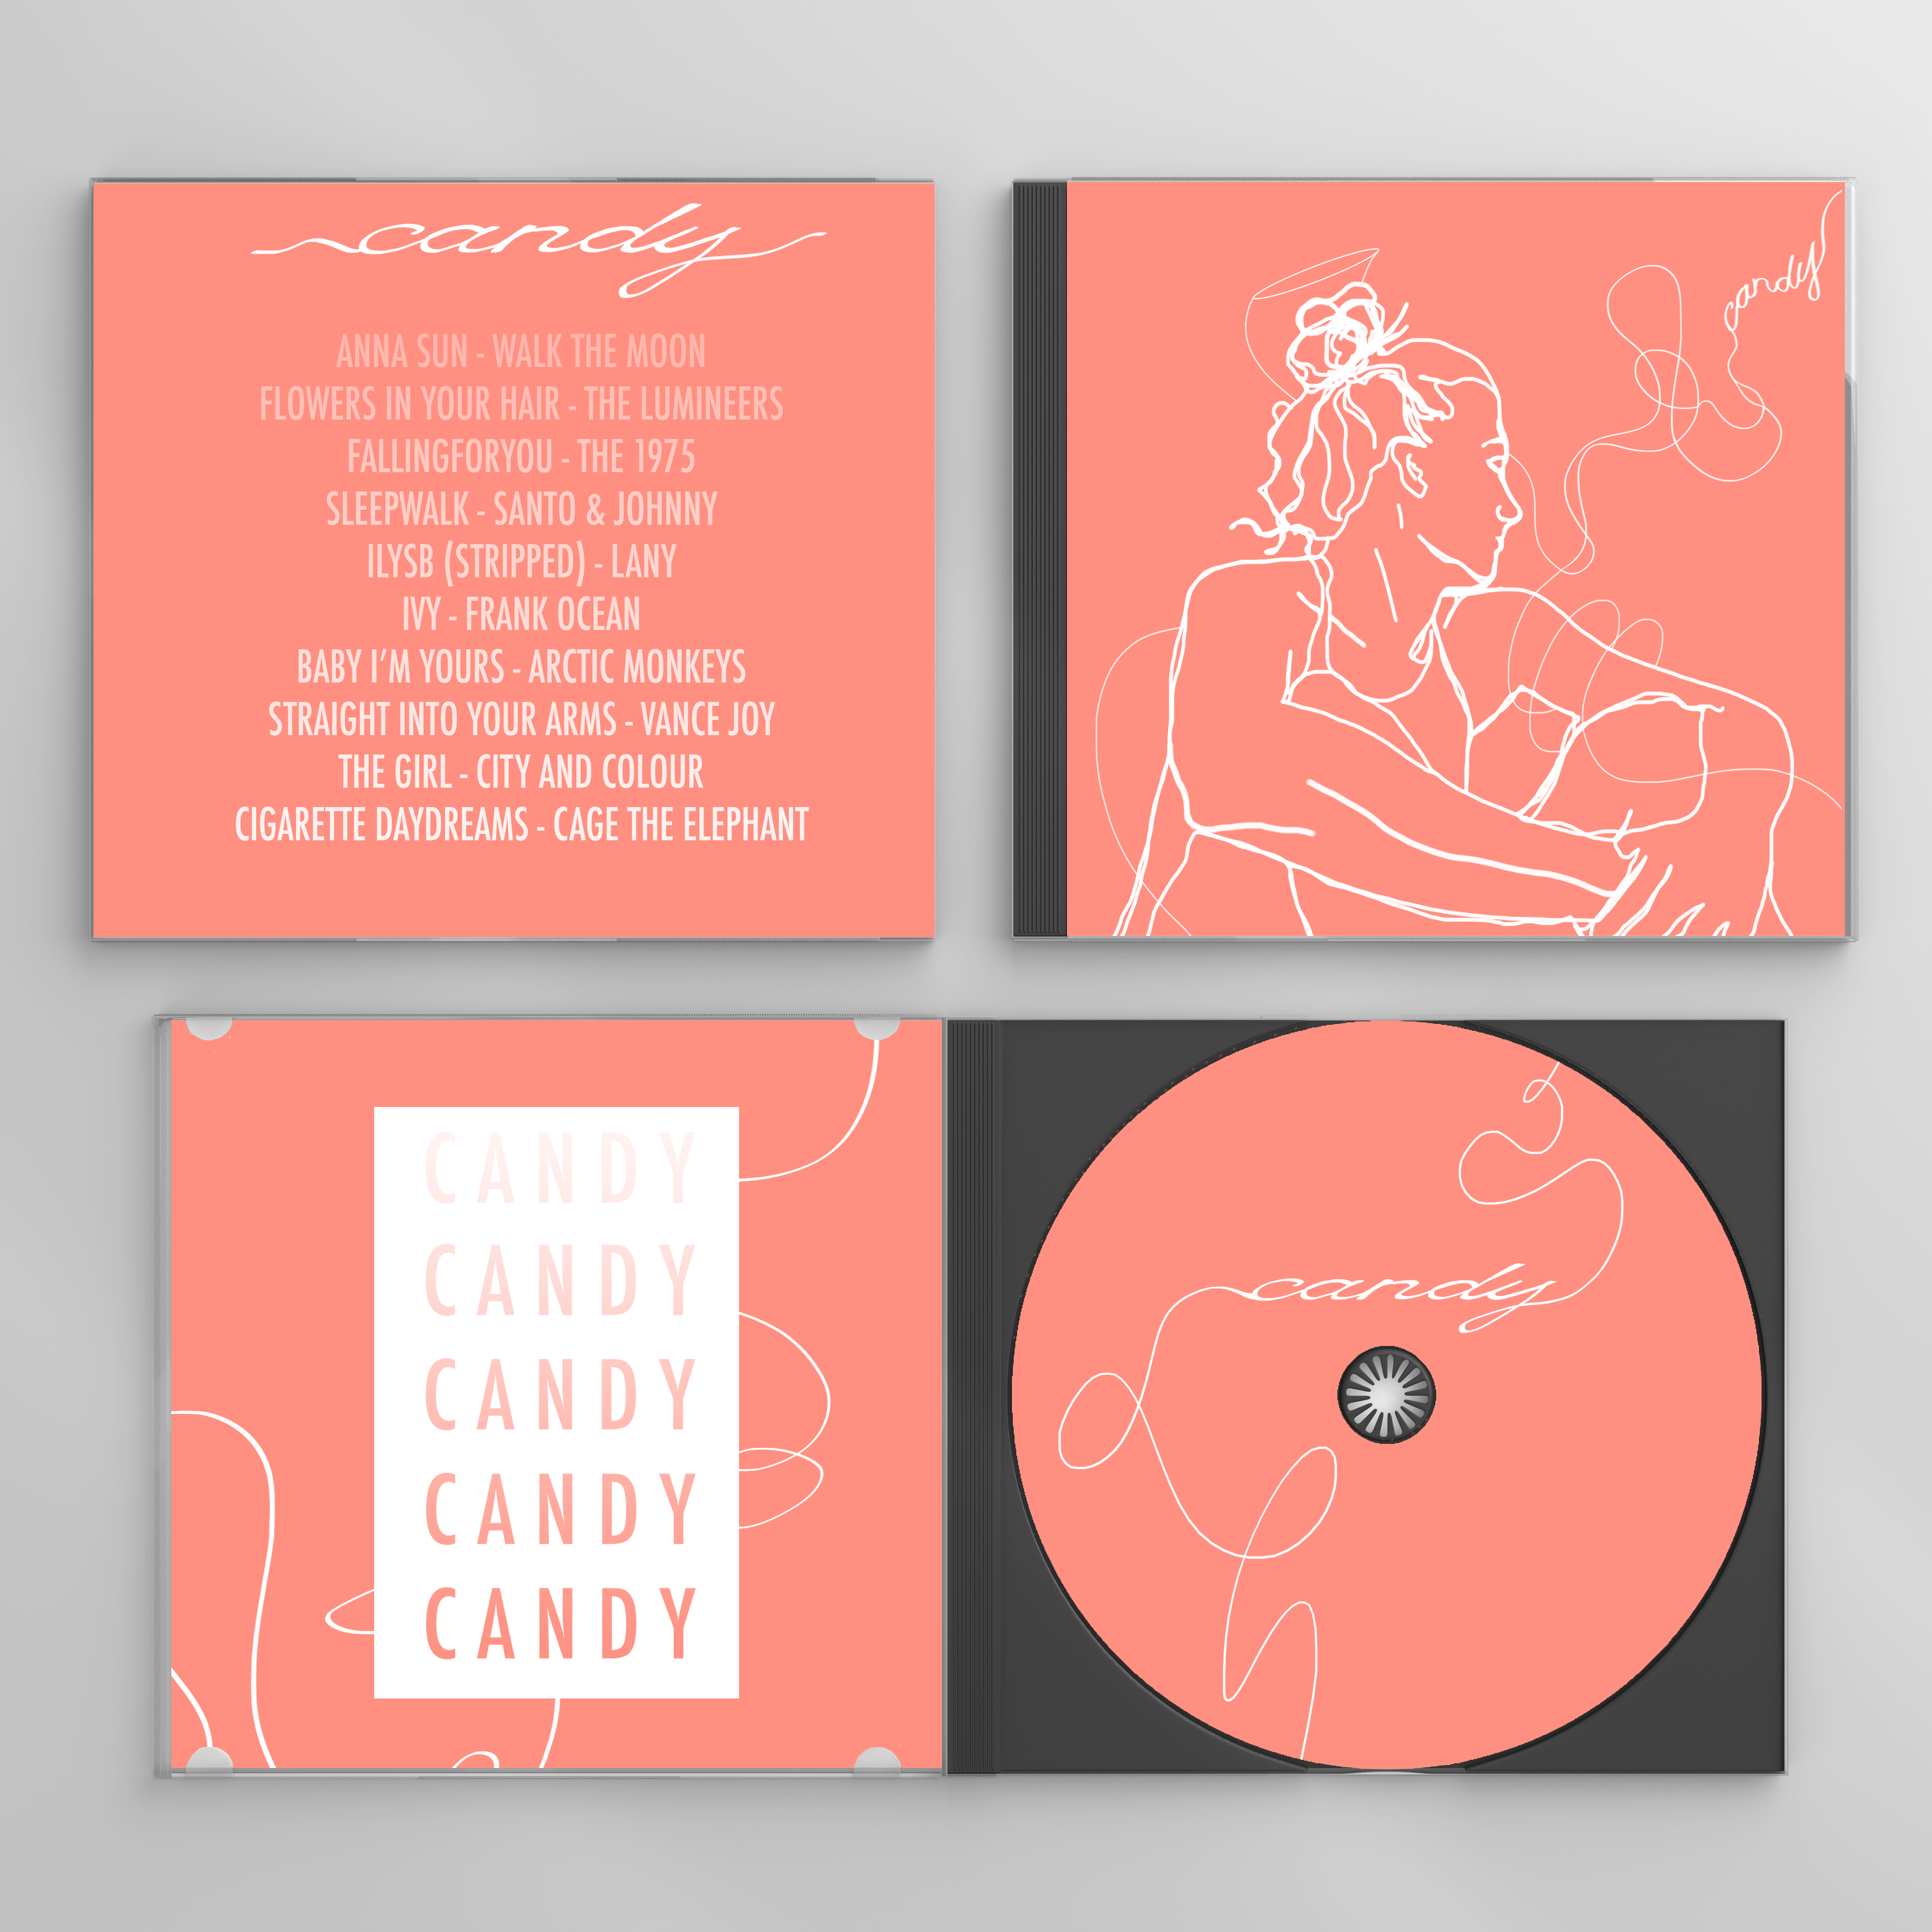 candy
ANNA SUN - WALK THE MOON
FLOWERS IN YOUR HAIR - THE LUMINEERS
FALLINGFORYOU - THE 1975
SLEEPWALK - SANTO & JOHNNY
ILYSB (STRIPPED) - LANY
IVY - FRANK OCEAN
BABY I'M YOURS - ARCTIC MONKEYS
STRAIGHT INTO YOUR ARMS - VANCE JOY
THE GIRL - CITY AND COLOUR
CIGARETTE DAYDREAMS - CAGE THE ELEPHANT
candy
CANDY
CANDY
CANDY
CANDY
CANDY
candy